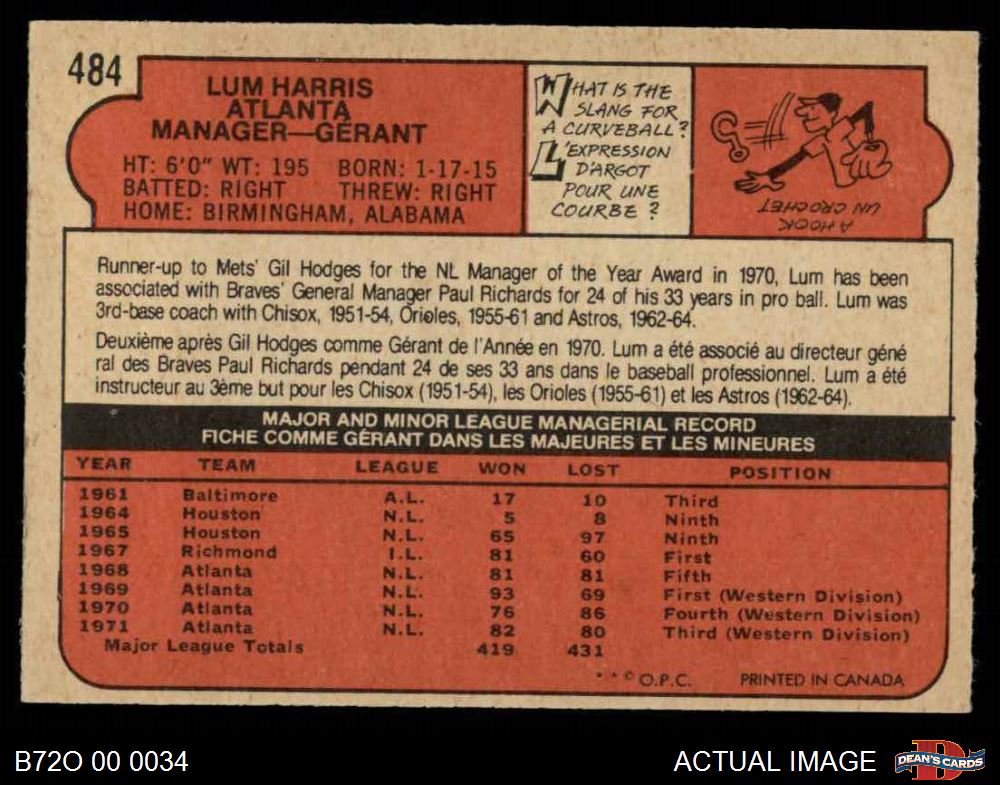 484
LUM HARRIS
ATLANTA
MANAGER—GÉRANT
HT: 6'0" WT: 195 BORN: 1-17-15
BATTED: RIGHT THREW: RIGHT
HOME: BIRMINGHAM, ALABAMA
WHAT IS THE
SLANG FOR
A CURVEBALL?
L'EXPRESSION
D'ARGOT
POUR UNE
COURBE ?
A HOOK
UN CROCHET
Runner-up to Mets' Gil Hodges for the NL Manager of the Year Award in 1970, Lum has been
associated with Braves' General Manager Paul Richards for 24 of his 33 years in pro ball. Lum was
3rd-base coach with Chisox, 1951-54, Orioles, 1955-61 and Astros, 1962-64.
Deuxième après Gil Hodges comme Gérant de l'Année en 1970. Lum a été associé au directeur géné
ral des Braves Paul Richards pendant 24 de ses 33 ans dans le baseball professionnel. Lum a été
instructeur au 3ème but pour les Chisox (1951-54), les Orioles (1955-61) et les Astros (1962-64).
MAJOR AND MINOR LEAGUE MANAGERIAL RECORD
FICHE COMME GÉRANT DANS LES MAJEURES ET LES MINEURES
YEAR TEAM LEAGUE WON LOST POSITION
1961 Baltimore A.L. 17 10 Third
1964 Houston N.L. 5 8 Ninth
1965 Houston N.L. 65 97 Ninth
1967 Richmond I.L. 81 60 First
1968 Atlanta N.L. 81 81 Fifth
1969 Atlanta N.L. 93 69 First (Western Division)
1970 Atlanta N.L. 76 86 Fourth (Western Division)
1971 Atlanta N.L. 82 80 Third (Western Division)
Major League Totals 419 431
* * © O.P.C. PRINTED IN CANADA
B72O 00 0034 ACTUAL IMAGE D DEAN'S CARDS